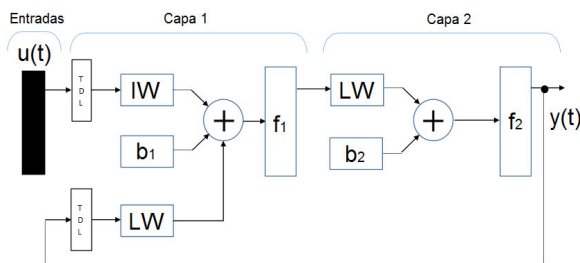 Entradas
Capa 1
Capa 2
u(t)
TDL
IW
b1
+
f1
TDL
LW
LW
b2
+
f2
y(t)